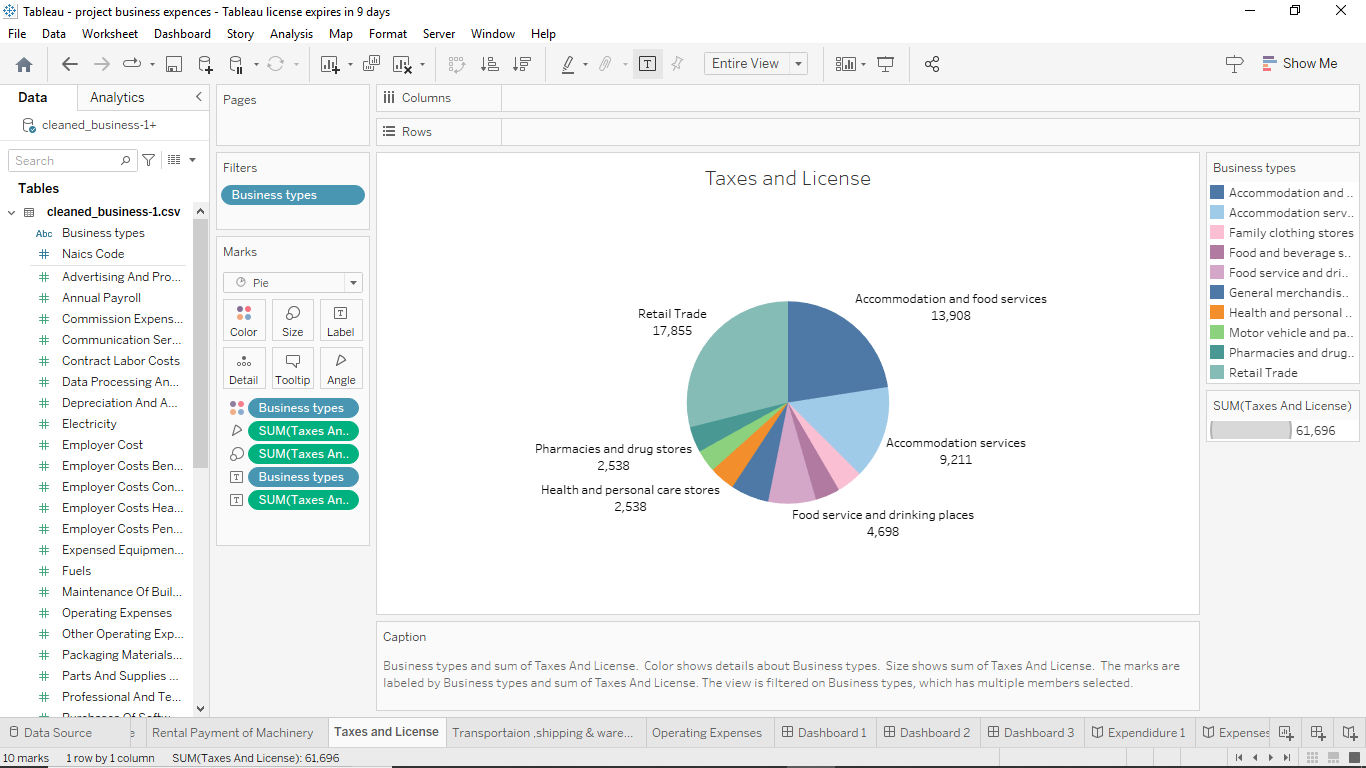 Tableau - project business expences - Tableau license expires in 9 days
File Data Worksheet Dashboard Story Analysis Map Format Server Window Help
Entire View
Show Me
Data Analytics
cleaned_business-1+
Search
Tables
cleaned_business-1.csv
Abc Business types
# Naics Code
# Advertising And Pro...
# Annual Payroll
# Commission Expens...
# Communication Ser...
# Contract Labor Costs
# Data Processing An...
# Depreciation And A...
# Electricity
# Employer Cost
# Employer Costs Ben...
# Employer Costs Con...
# Employer Costs Hea...
# Employer Costs Pen...
# Expensed Equipmen...
# Fuels
# Maintenance Of Buil...
# Operating Expenses
# Other Operating Exp...
# Packaging Materials...
# Parts And Supplies ...
# Professional And Te...
Pages
Filters
Business types
Marks
Pie
Color Size Label
Detail Tooltip Angle
Business types
SUM(Taxes An..
SUM(Taxes An..
Business types
SUM(Taxes An..
Columns
Rows
Taxes and License
Accommodation and food services
13,908
Retail Trade
17,855
Accommodation services
9,211
Pharmacies and drug stores
2,538
Health and personal care stores
2,538
Food service and drinking places
4,698
Caption
Business types and sum of Taxes And License. Color shows details about Business types. Size shows sum of Taxes And License. The marks are
labeled by Business types and sum of Taxes And License. The view is filtered on Business types, which has multiple members selected.
Business types
Accommodation and ..
Accommodation serv..
Family clothing stores
Food and beverage s..
Food service and dri..
General merchandis..
Health and personal ..
Motor vehicle and pa..
Pharmacies and drug..
Retail Trade
SUM(Taxes And License)
61,696
Data Source Rental Payment of Machinery Taxes and License Transportaion ,shipping & ware... Operating Expenses Dashboard 1 Dashboard 2 Dashboard 3 Expendidure 1 Expenses
10 marks 1 row by 1 column SUM(Taxes And License): 61,696